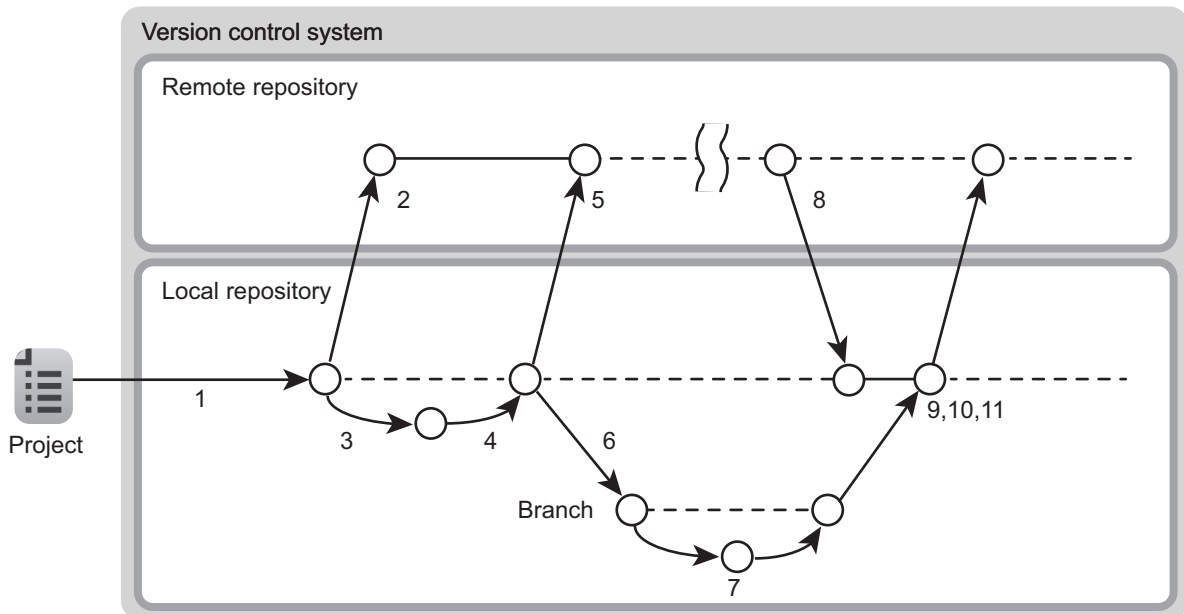 Version control system
Remote repository
2
5
8
Local repository
1
Project
3
4
6
9,10,11
Branch
7